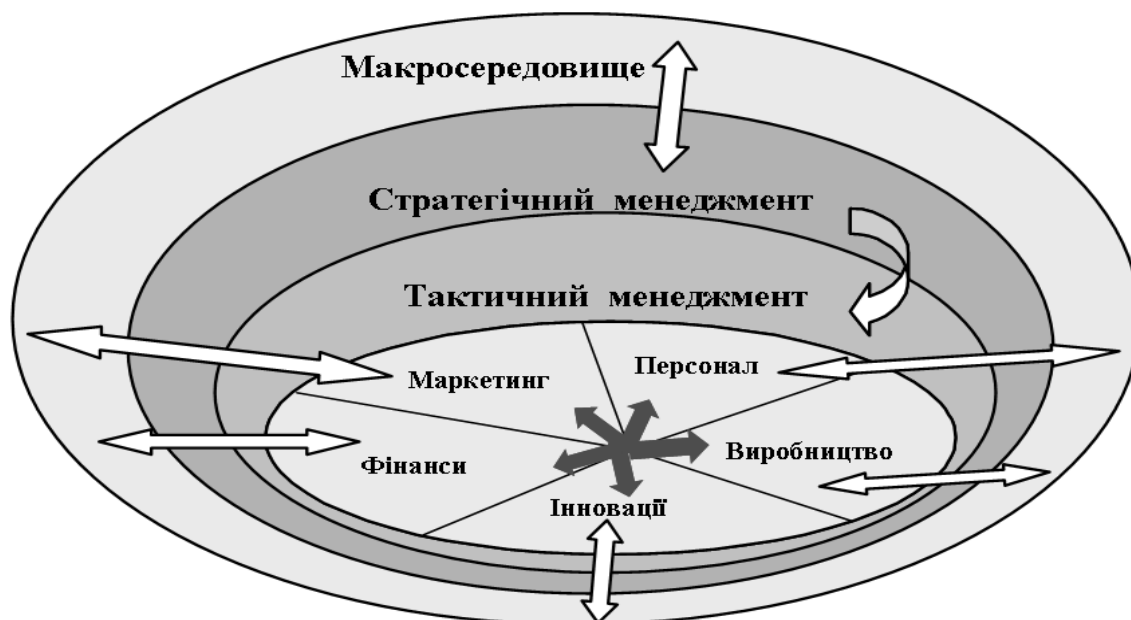 Макросередовище
Стратегічний менеджмент
Тактичний менеджмент
Персонал
Маркетинг
Виробництво
Фінанси
Інновації